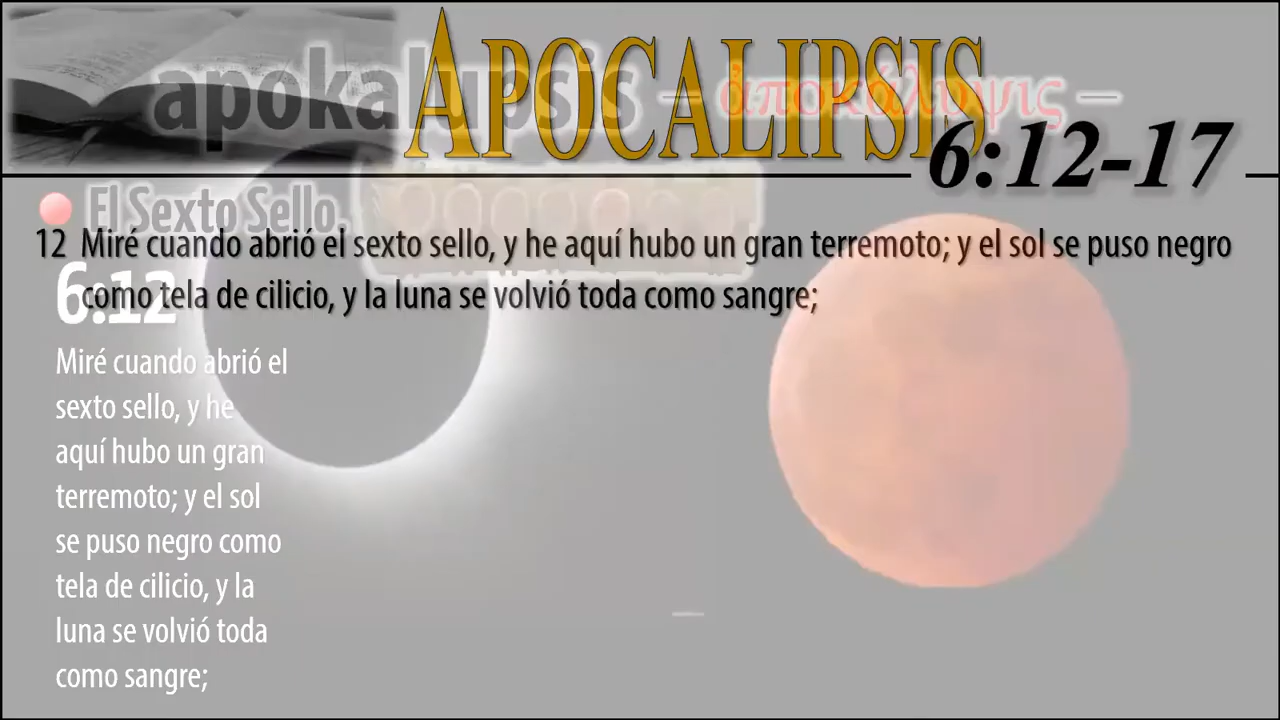 apokalupsis – ἀποκάλυψις –
APOCALIPSIS
6:12-17
El Sexto Sello.
12 Miré cuando abrió el sexto sello, y he aquí hubo un gran terremoto; y el sol se puso negro
como tela de cilicio, y la luna se volvió toda como sangre;
6:12
Miré cuando abrió el
sexto sello, y he
aquí hubo un gran
terremoto; y el sol
se puso negro como
tela de cilicio, y la
luna se volvió toda
como sangre;